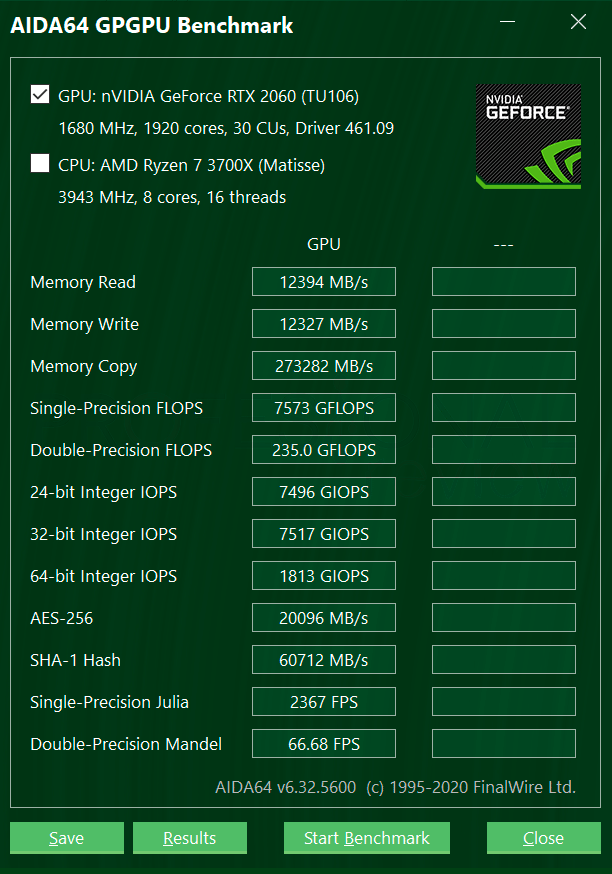 AIDA64 GPGPU Benchmark
GPU: nVIDIA GeForce RTX 2060 (TU106)
1680 MHz, 1920 cores, 30 CUs, Driver 461.09
CPU: AMD Ryzen 7 3700X (Matisse)
3943 MHz, 8 cores, 16 threads
NVIDIA
GEFORCE®
GPU ---
Memory Read 12394 MB/s
Memory Write 12327 MB/s
Memory Copy 273282 MB/s
Single-Precision FLOPS 7573 GFLOPS
Double-Precision FLOPS 235.0 GFLOPS
24-bit Integer IOPS 7496 GIOPS
32-bit Integer IOPS 7517 GIOPS
64-bit Integer IOPS 1813 GIOPS
AES-256 20096 MB/s
SHA-1 Hash 60712 MB/s
Single-Precision Julia 2367 FPS
Double-Precision Mandel 66.68 FPS
AIDA64 v6.32.5600 (c) 1995-2020 FinalWire Ltd.
Save Results Start Benchmark Close